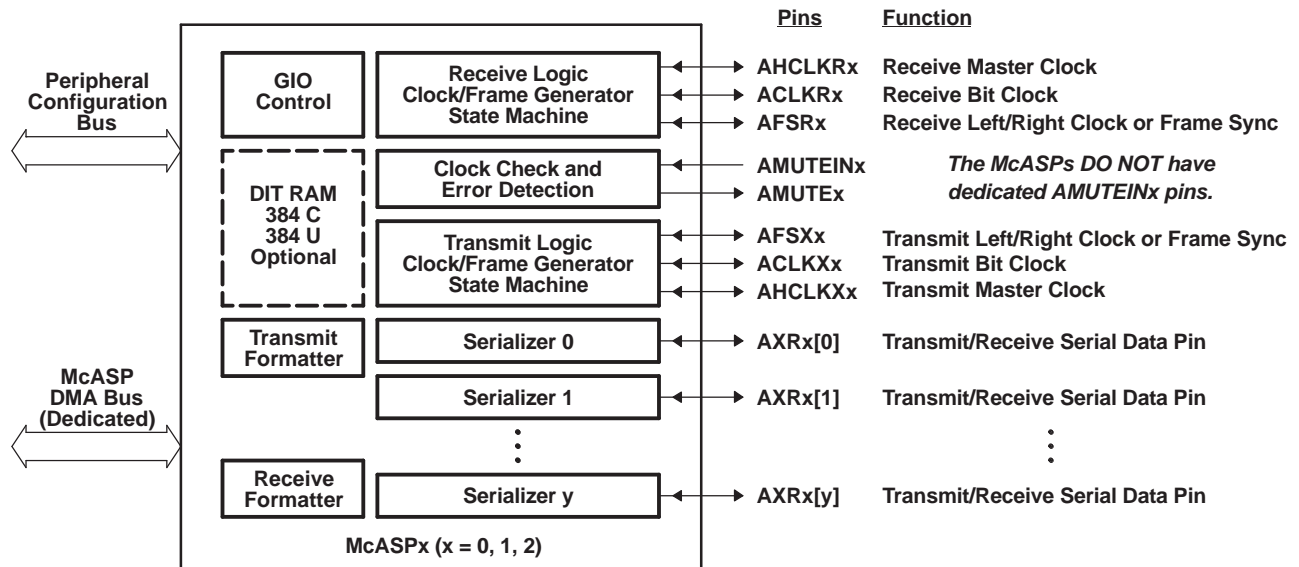 Pins Function
Peripheral
Configuration
Bus
GIO
Control
Receive Logic
Clock/Frame Generator
State Machine
AHCLKRx Receive Master Clock
ACLKRx Receive Bit Clock
AFSRx Receive Left/Right Clock or Frame Sync
DIT RAM
384 C
384 U
Optional
Clock Check and
Error Detection
AMUTEINx
AMUTEx
The McASPs DO NOT have
dedicated AMUTEINx pins.
Transmit Logic
Clock/Frame Generator
State Machine
AFSXx Transmit Left/Right Clock or Frame Sync
ACLKXx Transmit Bit Clock
AHCLKXx Transmit Master Clock
Transmit
Formatter
Serializer 0
AXRx[0] Transmit/Receive Serial Data Pin
McASP
DMA Bus
(Dedicated)
Serializer 1
AXRx[1] Transmit/Receive Serial Data Pin
Receive
Formatter
Serializer y
AXRx[y] Transmit/Receive Serial Data Pin
McASPx (x = 0, 1, 2)